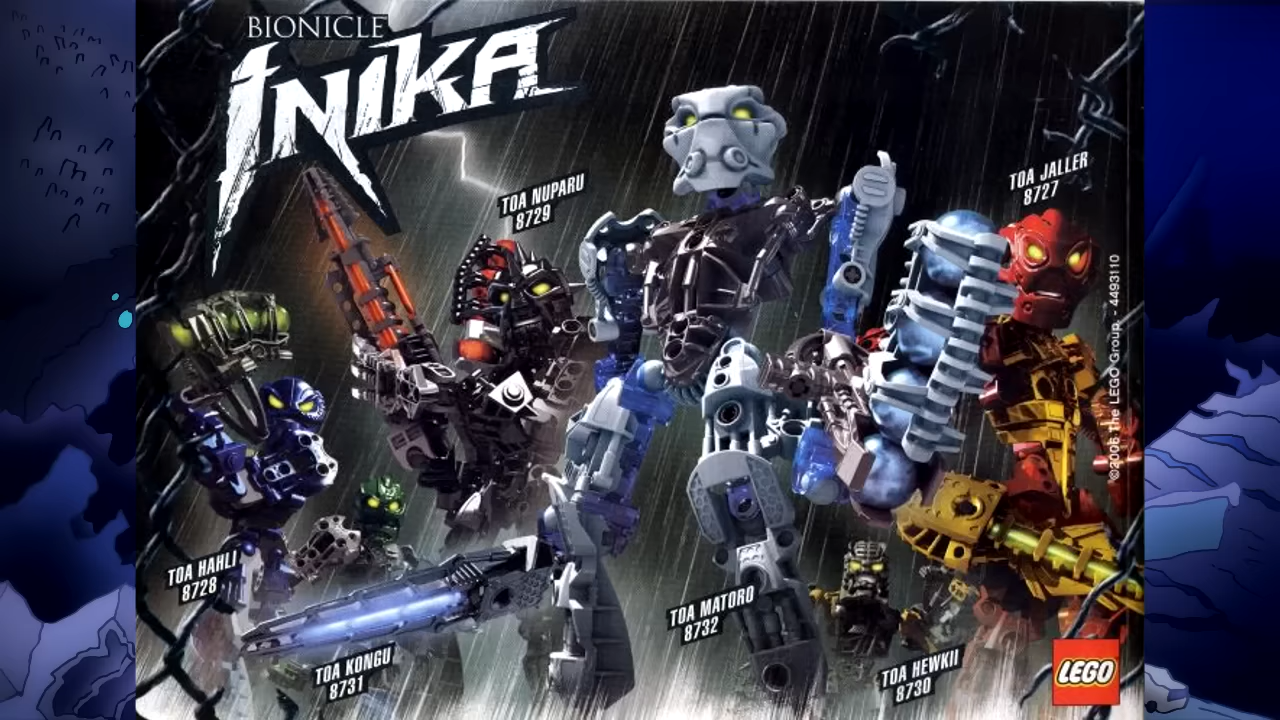 BIONICLE
INIKA
TOA NUPARU
8729
TOA JALLER
8727
©2006 The LEGO Group. - 4493110
TOA HAHLI
8728
TOA MATORO
8732
TOA KONGU
8731
TOA HEWKII
8730
LEGO